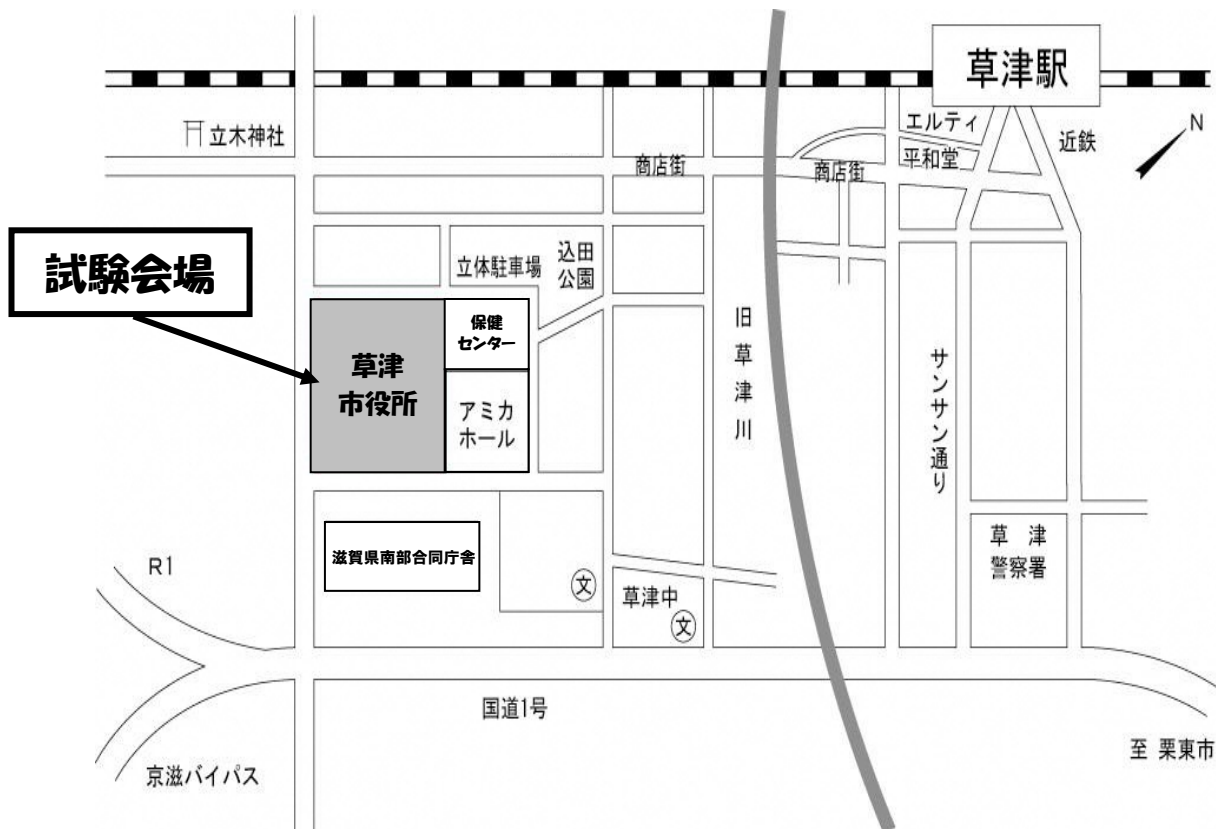 草津駅
N
エルティ
近鉄
立木神社
平和堂
商店街
商店街
試験会場
立体駐車場
込田
公園
保健
センター
草津
市役所
アミカ
ホール
旧草津川
サンサン通り
滋賀県南部合同庁舎
R1
文
草津中
文
草津
警察署
国道1号
至 栗東市
京滋バイパス